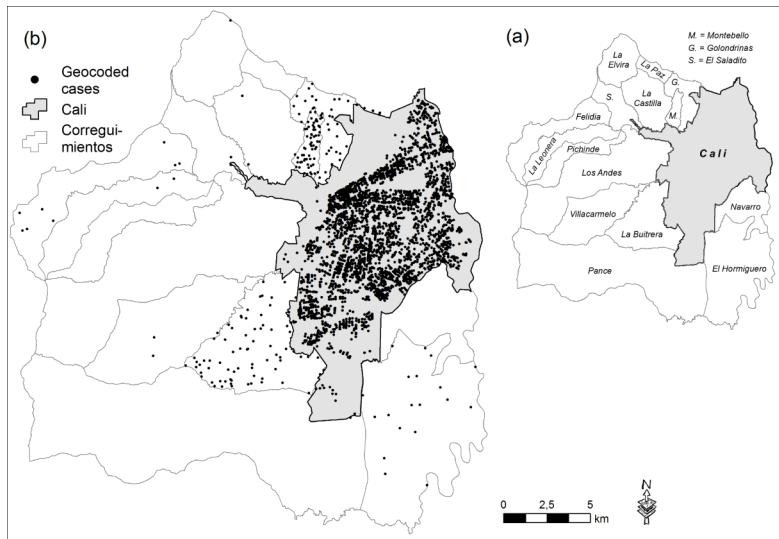 (b)
Geocoded
cases
Cali
Corregui-
mientos
(a)
M. = Montebello
G. = Golondrinas
S. = El Saladito
La
Elvira
La Paz
G.
S.
La
Castilla
M.
Felidia
La Leonera
Pichinde
Los Andes
Cali
Villacarmelo
Navarro
La Buitrera
Pance
El Hormiguero
0 2,5 5
km
N